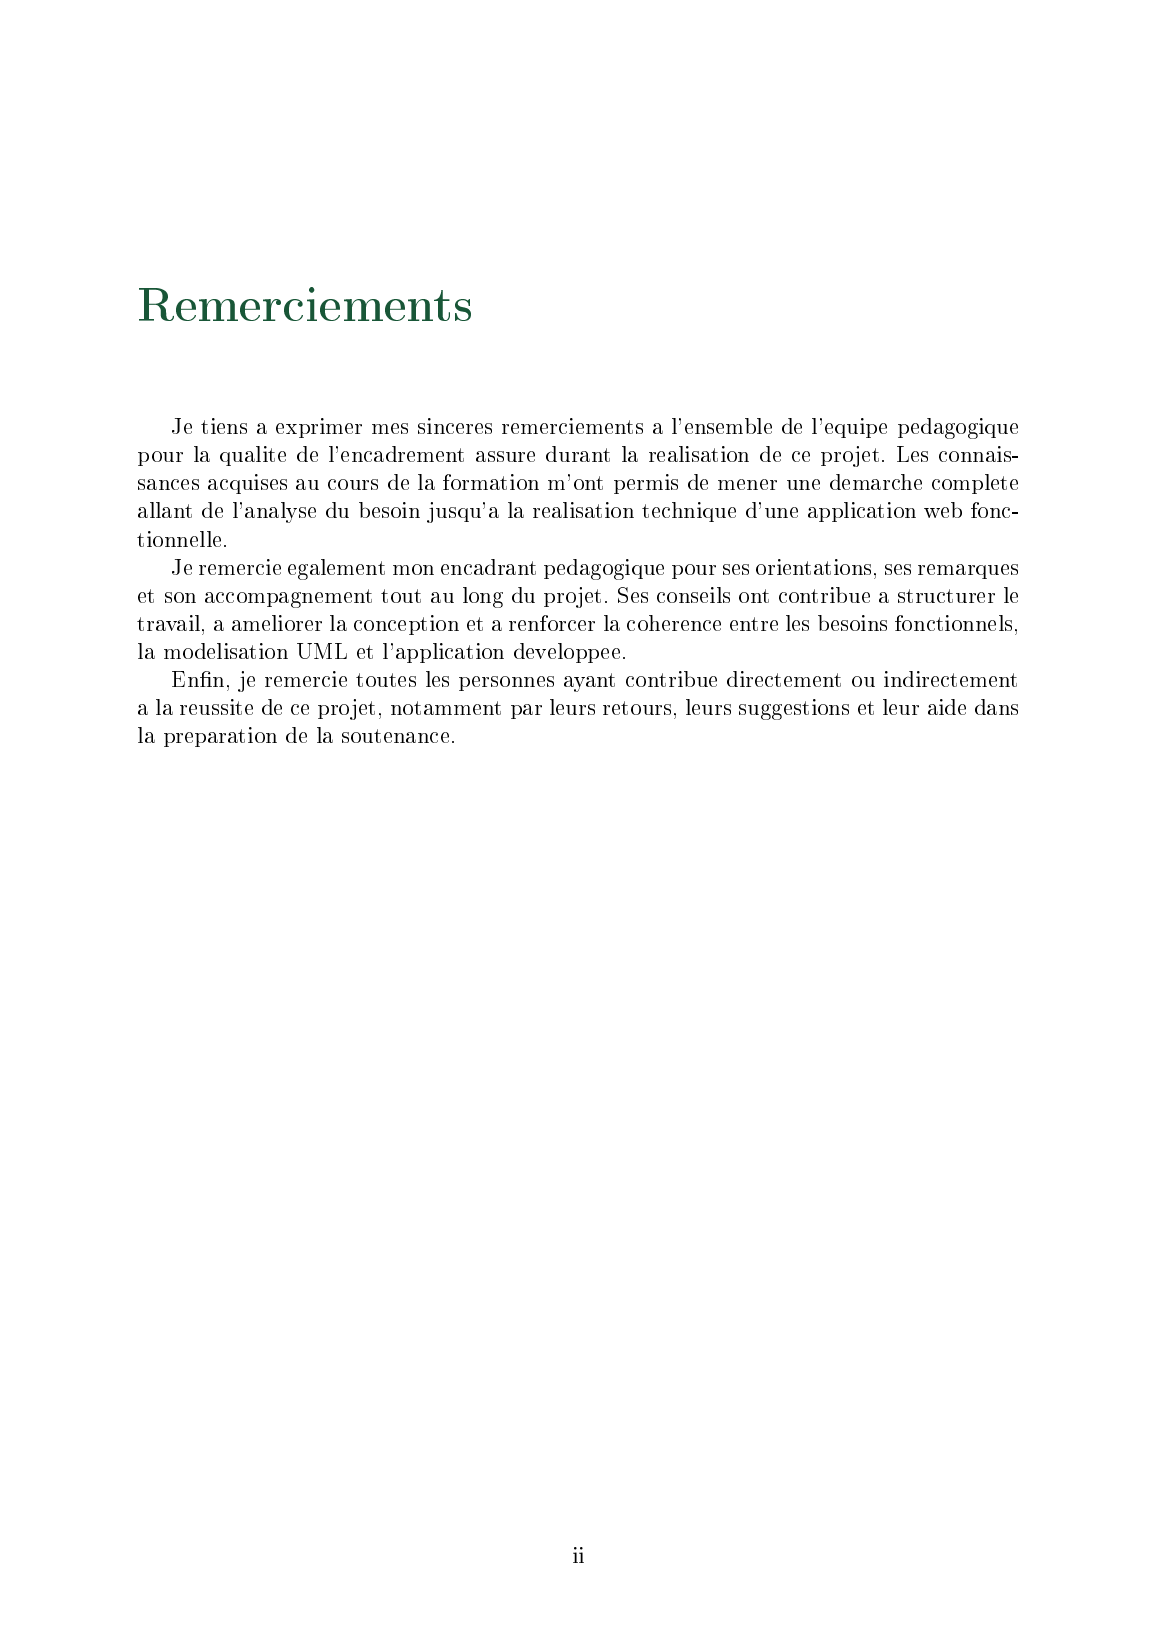 Remerciements
Je tiens a exprimer mes sinceres remerciements a l'ensemble de l'equipe pedagogique
pour la qualite de l'encadrement assure durant la realisation de ce projet. Les connais-
sances acquises au cours de la formation m'ont permis de mener une demarche complete
allant de l'analyse du besoin jusqu'a la realisation technique d'une application web fonc-
tionnelle.
Je remercie egalement mon encadrant pedagogique pour ses orientations, ses remarques
et son accompagnement tout au long du projet. Ses conseils ont contribue a structurer le
travail, a ameliorer la conception et a renforcer la coherence entre les besoins fonctionnels,
la modelisation UML et l'application developpee.
Enfin, je remercie toutes les personnes ayant contribue directement ou indirectement
a la reussite de ce projet, notamment par leurs retours, leurs suggestions et leur aide dans
la preparation de la soutenance.
ii